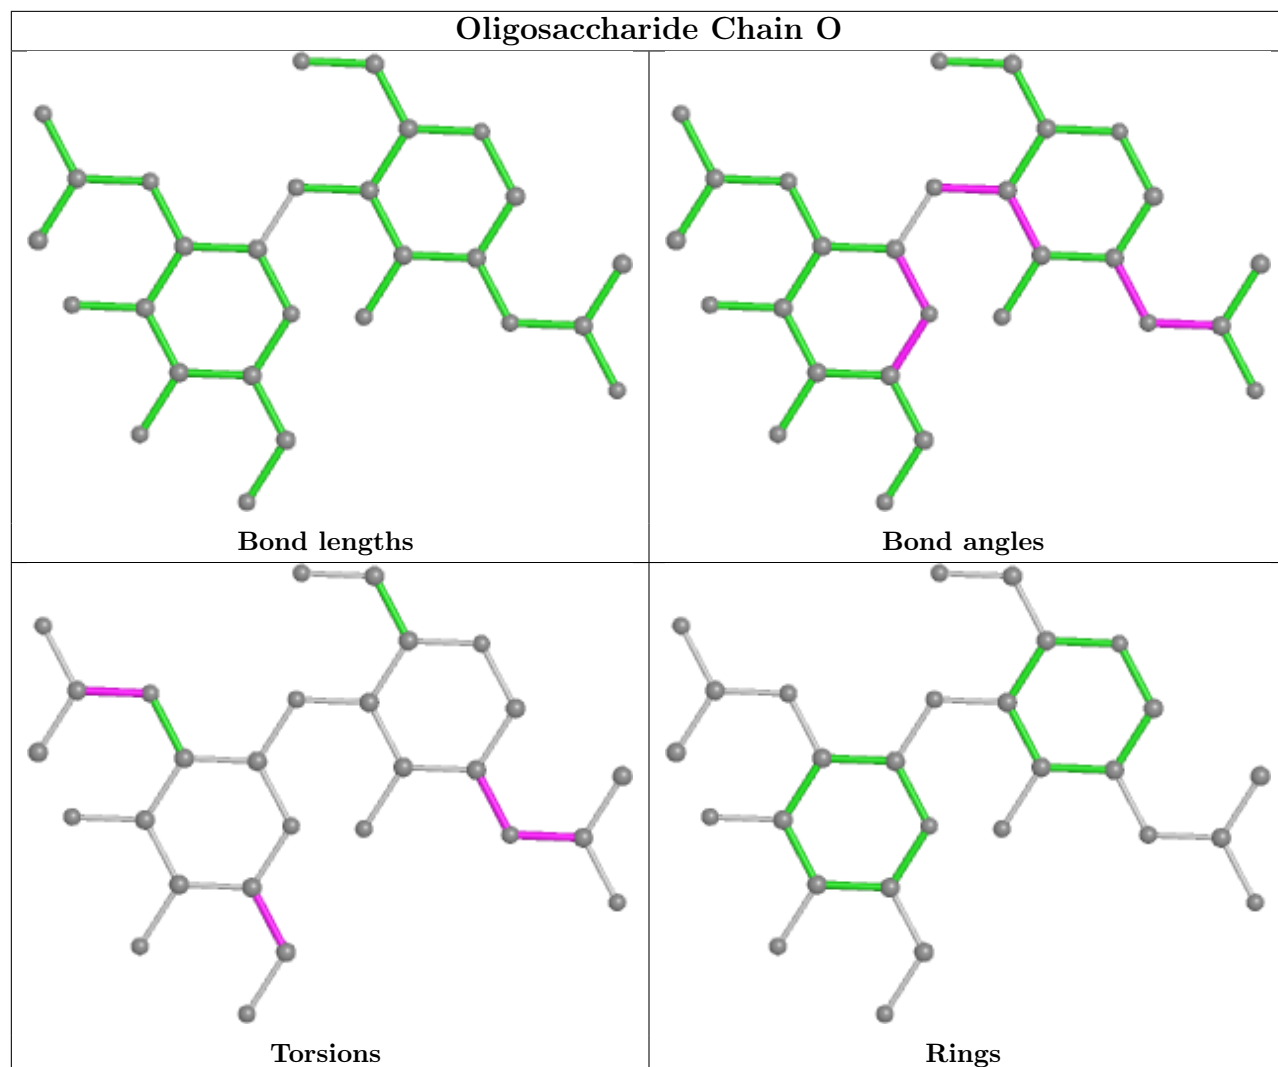 Oligosaccharide Chain O
Bond lengths
Bond angles
Torsions
Rings